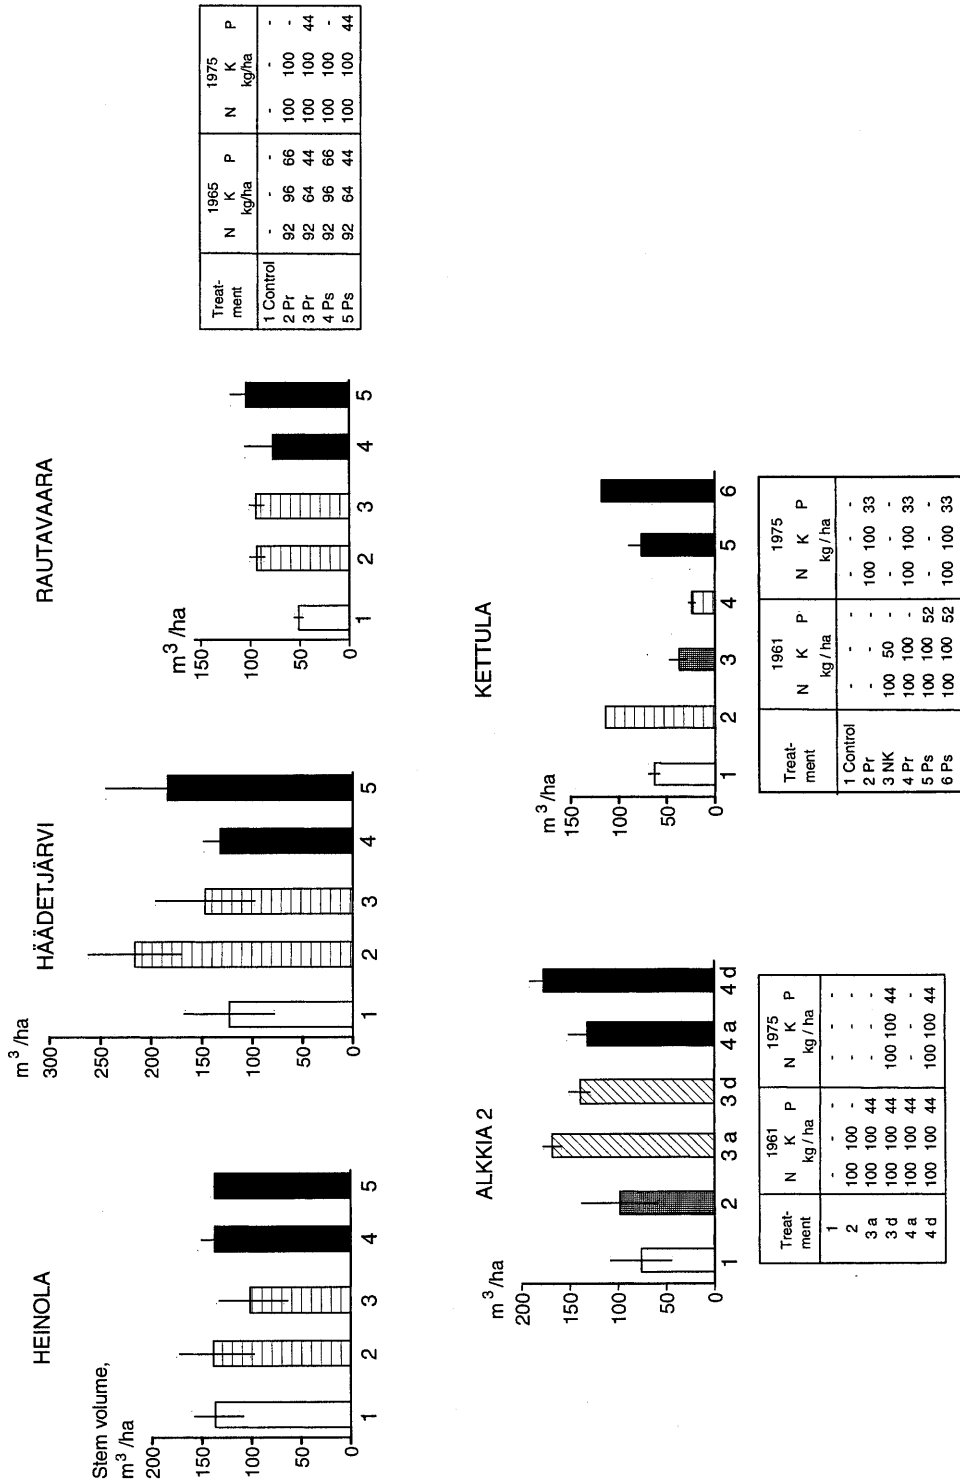 HEINOLA
Stem volume,
m³/ha
200
150
100
50
0
1 2 3 4 5
HÄÄDETJÄRVI
m³/ha
300
250
200
150
100
50
0
1 2 3 4 5
RAUTAVAARA
m³/ha
150
100
50
0
1 2 3 4 5
Treat- 1965 1975
ment N K P N K P
kg/ha kg/ha
1 Control - - - - - -
2 Pr 92 96 66 100 100 -
3 Pr 92 64 44 100 100 44
4 Ps 92 96 66 100 100 -
5 Ps 92 64 44 100 100 44
ALKKIA 2
m³/ha
200
150
100
50
0
1 2 3 a 3 d 4 a 4 d
Treat- 1961 1975
ment N K P N K P
kg/ha kg/ha
1 - - - - - -
2 100 100 - - - -
3 a 100 100 44 - - -
3 d 100 100 44 100 100 44
4 a 100 100 44 - - -
4 d 100 100 44 100 100 44
KETTULA
m³/ha
150
100
50
0
1 2 3 4 5 6
Treat- 1961 1975
ment N K P N K P
kg/ha kg/ha
1 Control - - - - - -
2 Pr - - - 100 100 33
3 NK 100 50 - - - -
4 Pr 100 100 - 100 100 33
5 Ps 100 100 52 - - -
6 Ps 100 100 52 100 100 33